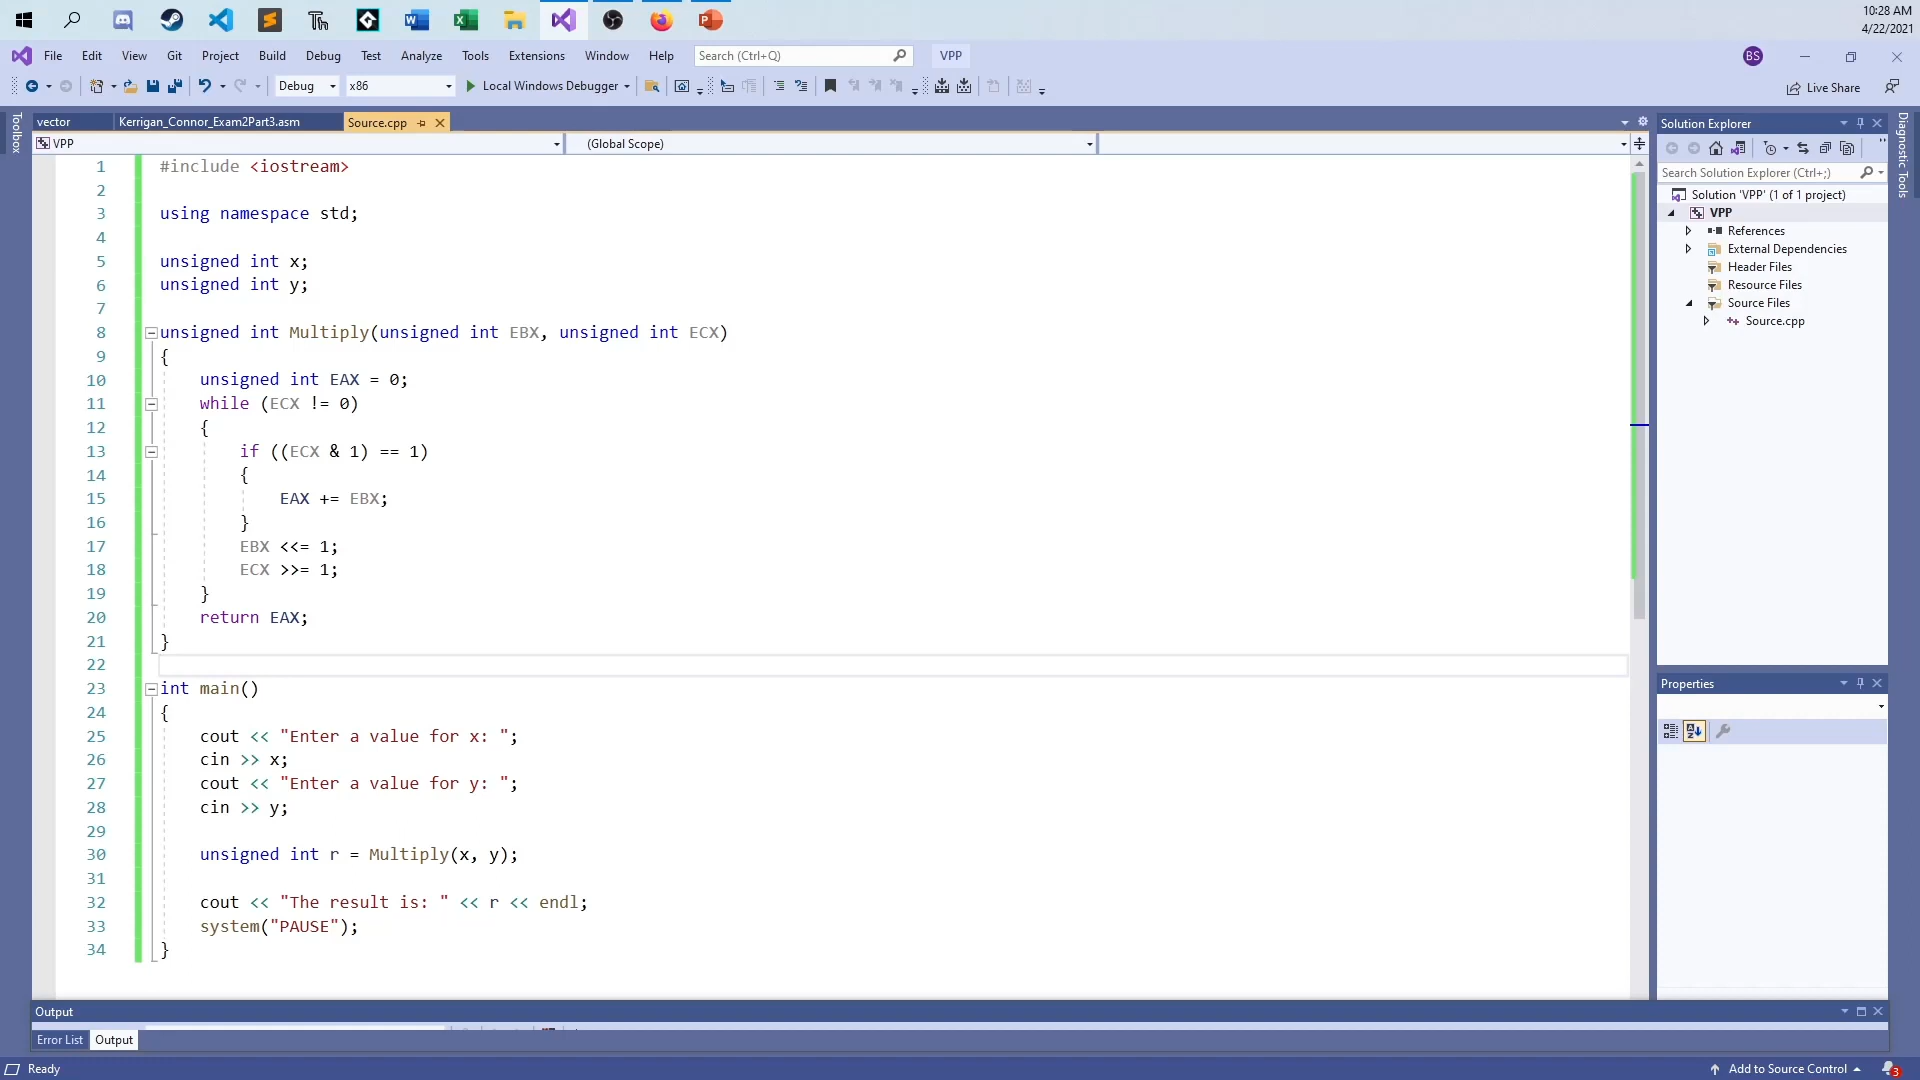 10:28 AM
4/22/2021
File Edit View Git Project Build Debug Test Analyze Tools Extensions Window Help Search (Ctrl+Q) VPP BS
Debug x86 Local Windows Debugger Live Share
vector Kerrigan_Connor_Exam2Part3.asm Source.cpp
VPP (Global Scope)
Toolbox
1 #include <iostream>
2
3 using namespace std;
4
5 unsigned int x;
6 unsigned int y;
7
8 unsigned int Multiply(unsigned int EBX, unsigned int ECX)
9 {
10 unsigned int EAX = 0;
11 while (ECX != 0)
12 {
13 if ((ECX & 1) == 1)
14 {
15 EAX += EBX;
16 }
17 EBX <<= 1;
18 ECX >>= 1;
19 }
20 return EAX;
21 }
22
23 int main()
24 {
25 cout << "Enter a value for x: ";
26 cin >> x;
27 cout << "Enter a value for y: ";
28 cin >> y;
29
30 unsigned int r = Multiply(x, y);
31
32 cout << "The result is: " << r << endl;
33 system("PAUSE");
34 }
Solution Explorer
Search Solution Explorer (Ctrl+;)
Solution 'VPP' (1 of 1 project)
VPP
References
External Dependencies
Header Files
Resource Files
Source Files
Source.cpp
Diagnostic Tools
Properties
Output
Error List Output
Ready
Add to Source Control 3